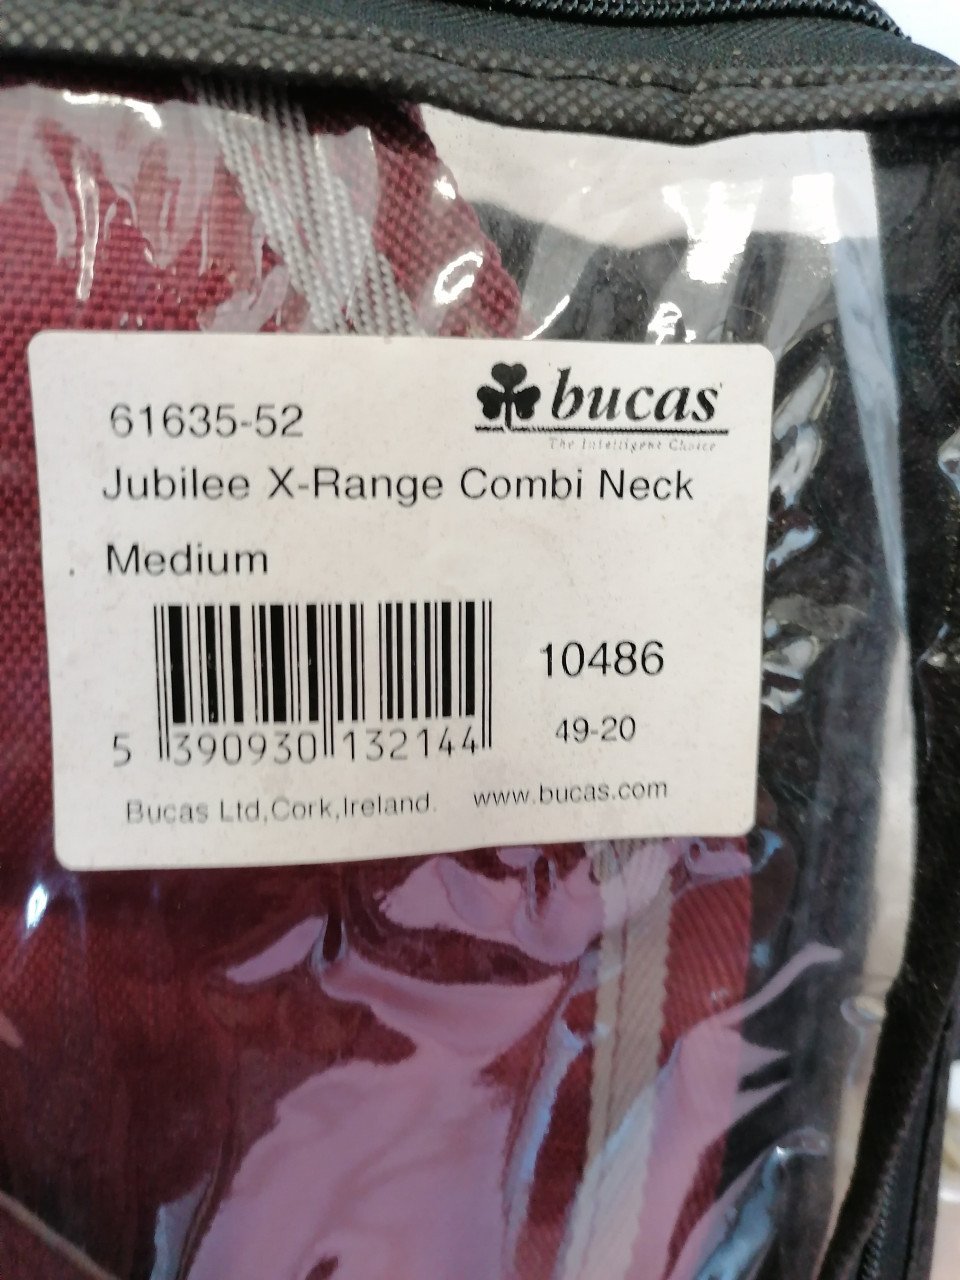 bucas
The Intelligent Choice
61635-52
Jubilee X-Range Combi Neck
Medium
10486
49-20
5 390930 132144
Bucas Ltd,Cork,Ireland. www.bucas.com